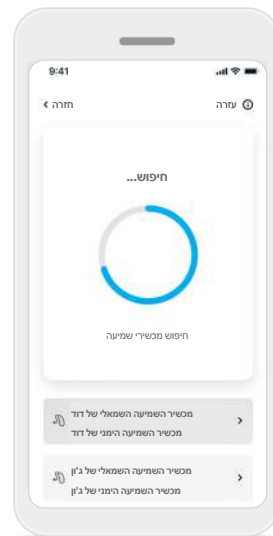 9:41
חזרה
עזרה
חיפוש...
חיפוש מכשירי שמיעה
מכשיר השמיעה השמאלי של דוד
מכשיר השמיעה הימני של דוד
מכשיר השמיעה השמאלי של ג'ון
מכשיר השמיעה הימני של ג'ון